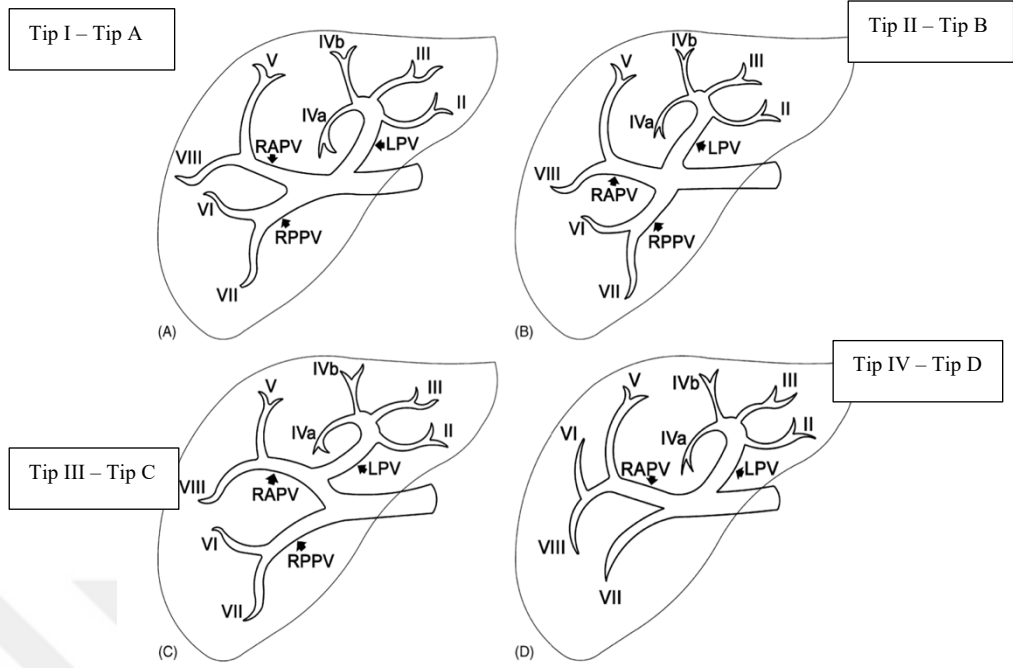 Tip I – Tip A
V
IVb
III
II
IVa
RAPV
LPV
VIII
VI
RPPV
VII
(A)
Tip II – Tip B
V
IVb
III
II
IVa
LPV
VIII
RAPV
VI
RPPV
VII
(B)
Tip III – Tip C
V
IVb
III
II
IVa
LPV
VIII
RAPV
VI
RPPV
VII
(C)
Tip IV – Tip D
V
IVb
III
II
VI
IVa
RAPV
LPV
VIII
VII
(D)